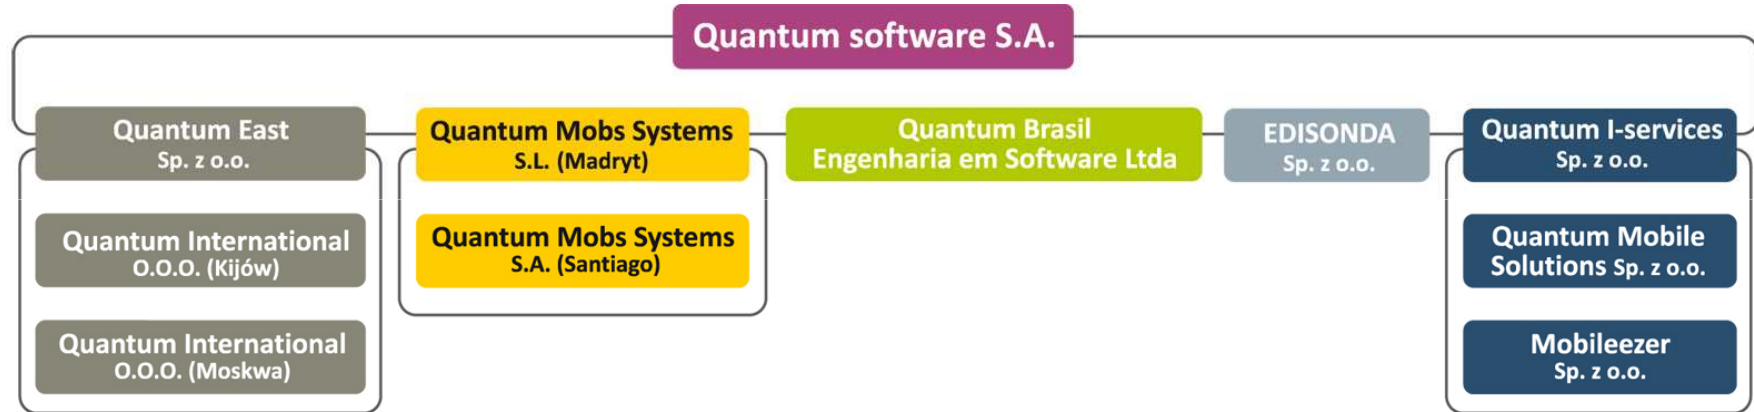 Quantum software S.A.
Quantum East
Sp. z o.o.
Quantum International
O.O.O. (Kijów)
Quantum International
O.O.O. (Moskwa)
Quantum Mobs Systems
S.L. (Madryt)
Quantum Mobs Systems
S.A. (Santiago)
Quantum Brasil
Engenharia em Software Ltda
EDISONDA
Sp. z o.o.
Quantum I-services
Sp. z o.o.
Quantum Mobile
Solutions Sp. z o.o.
Mobileezer
Sp. z o.o.